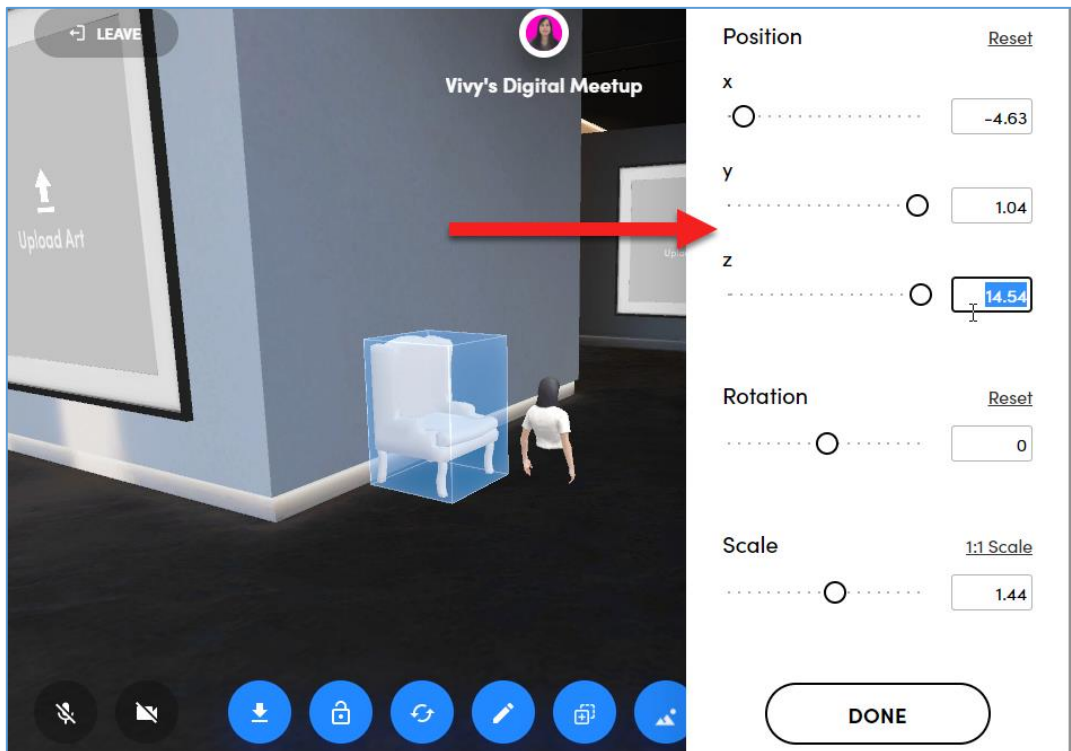 LEAVE
Vivy's Digital Meetup
Upload Art
Position Reset
x
-4.63
y
1.04
z
14.54
Rotation Reset
0
Scale 1:1 Scale
1.44
DONE